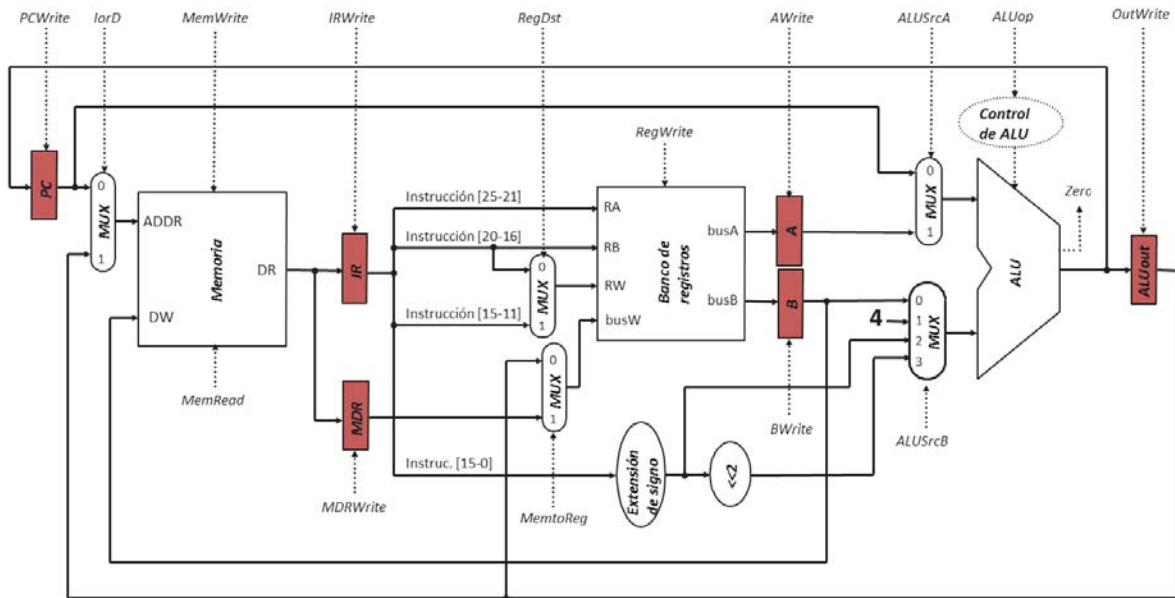 PCWrite
IorD
MemWrite
IRWrite
RegDst
AWrite
ALUSrcA
ALUop
OutWrite
Control
de ALU
RegWrite
Zero
PC
0
MUX
1
ADDR
Memoria
DR
DW
MemRead
IR
MDR
MDRWrite
Instrucción [25-21]
Instrucción [20-16]
Instrucción [15-11]
Instruc. [15-0]
0
MUX
1
0
MUX
1
MemtoReg
RA
RB
RW
busW
Banco de
registros
busA
busB
A
B
BWrite
Extensión
de signo
<<2
0
MUX
1
4
0
1
2
3
MUX
ALUSrcB
ALU
ALUout